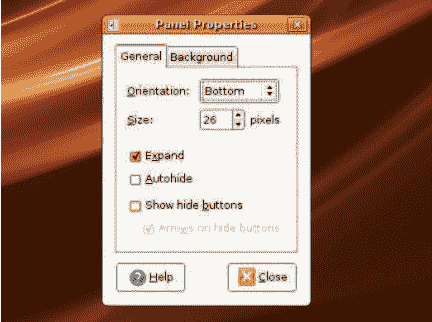 Panel Properties
General Background
Orientation: Bottom
Size: 26 pixels
Expand
Autohide
Show hide buttons
Arrows on hide buttons
Help Close